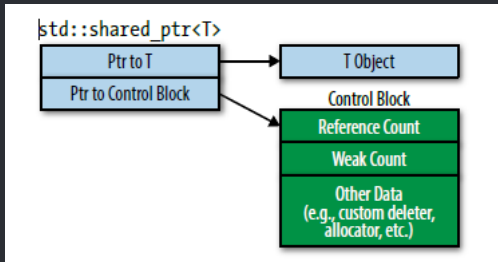 std::shared_ptr<T>
Ptr to T
T Object
Ptr to Control Block
Control Block
Reference Count
Weak Count
Other Data
(e.g., custom deleter,
allocator, etc.)